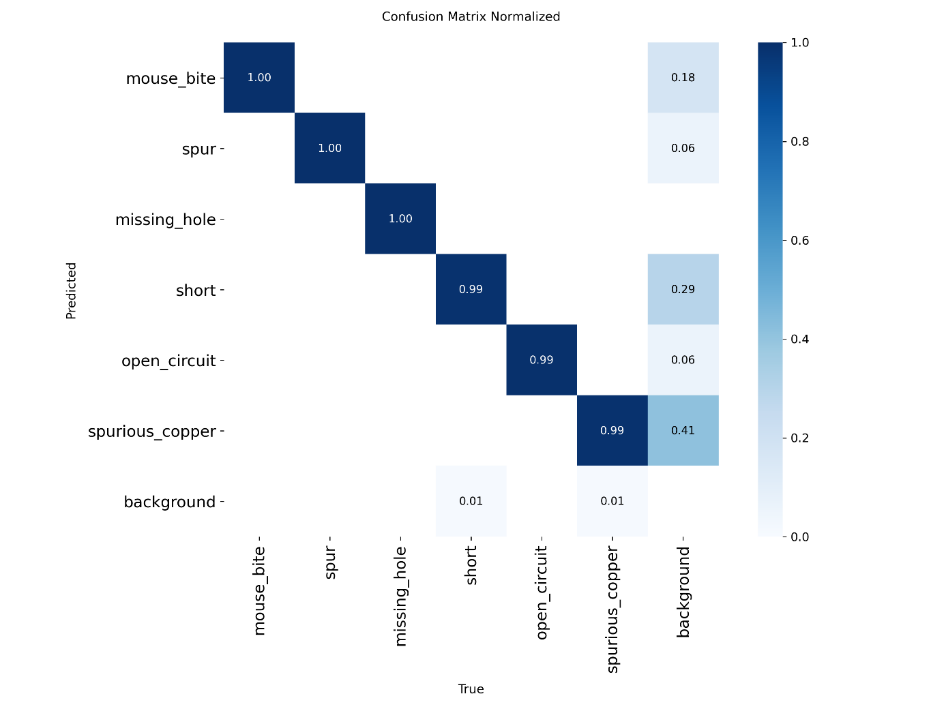 Confusion Matrix Normalized
mouse_bite
1.00
0.18
spur
1.00
0.06
missing_hole
1.00
short
0.99
0.29
open_circuit
0.99
0.06
spurious_copper
0.99
0.41
background
0.01
0.01
Predicted
mouse_bite
spur
missing_hole
short
open_circuit
spurious_copper
background
True
1.0
0.8
0.6
0.4
0.2
0.0